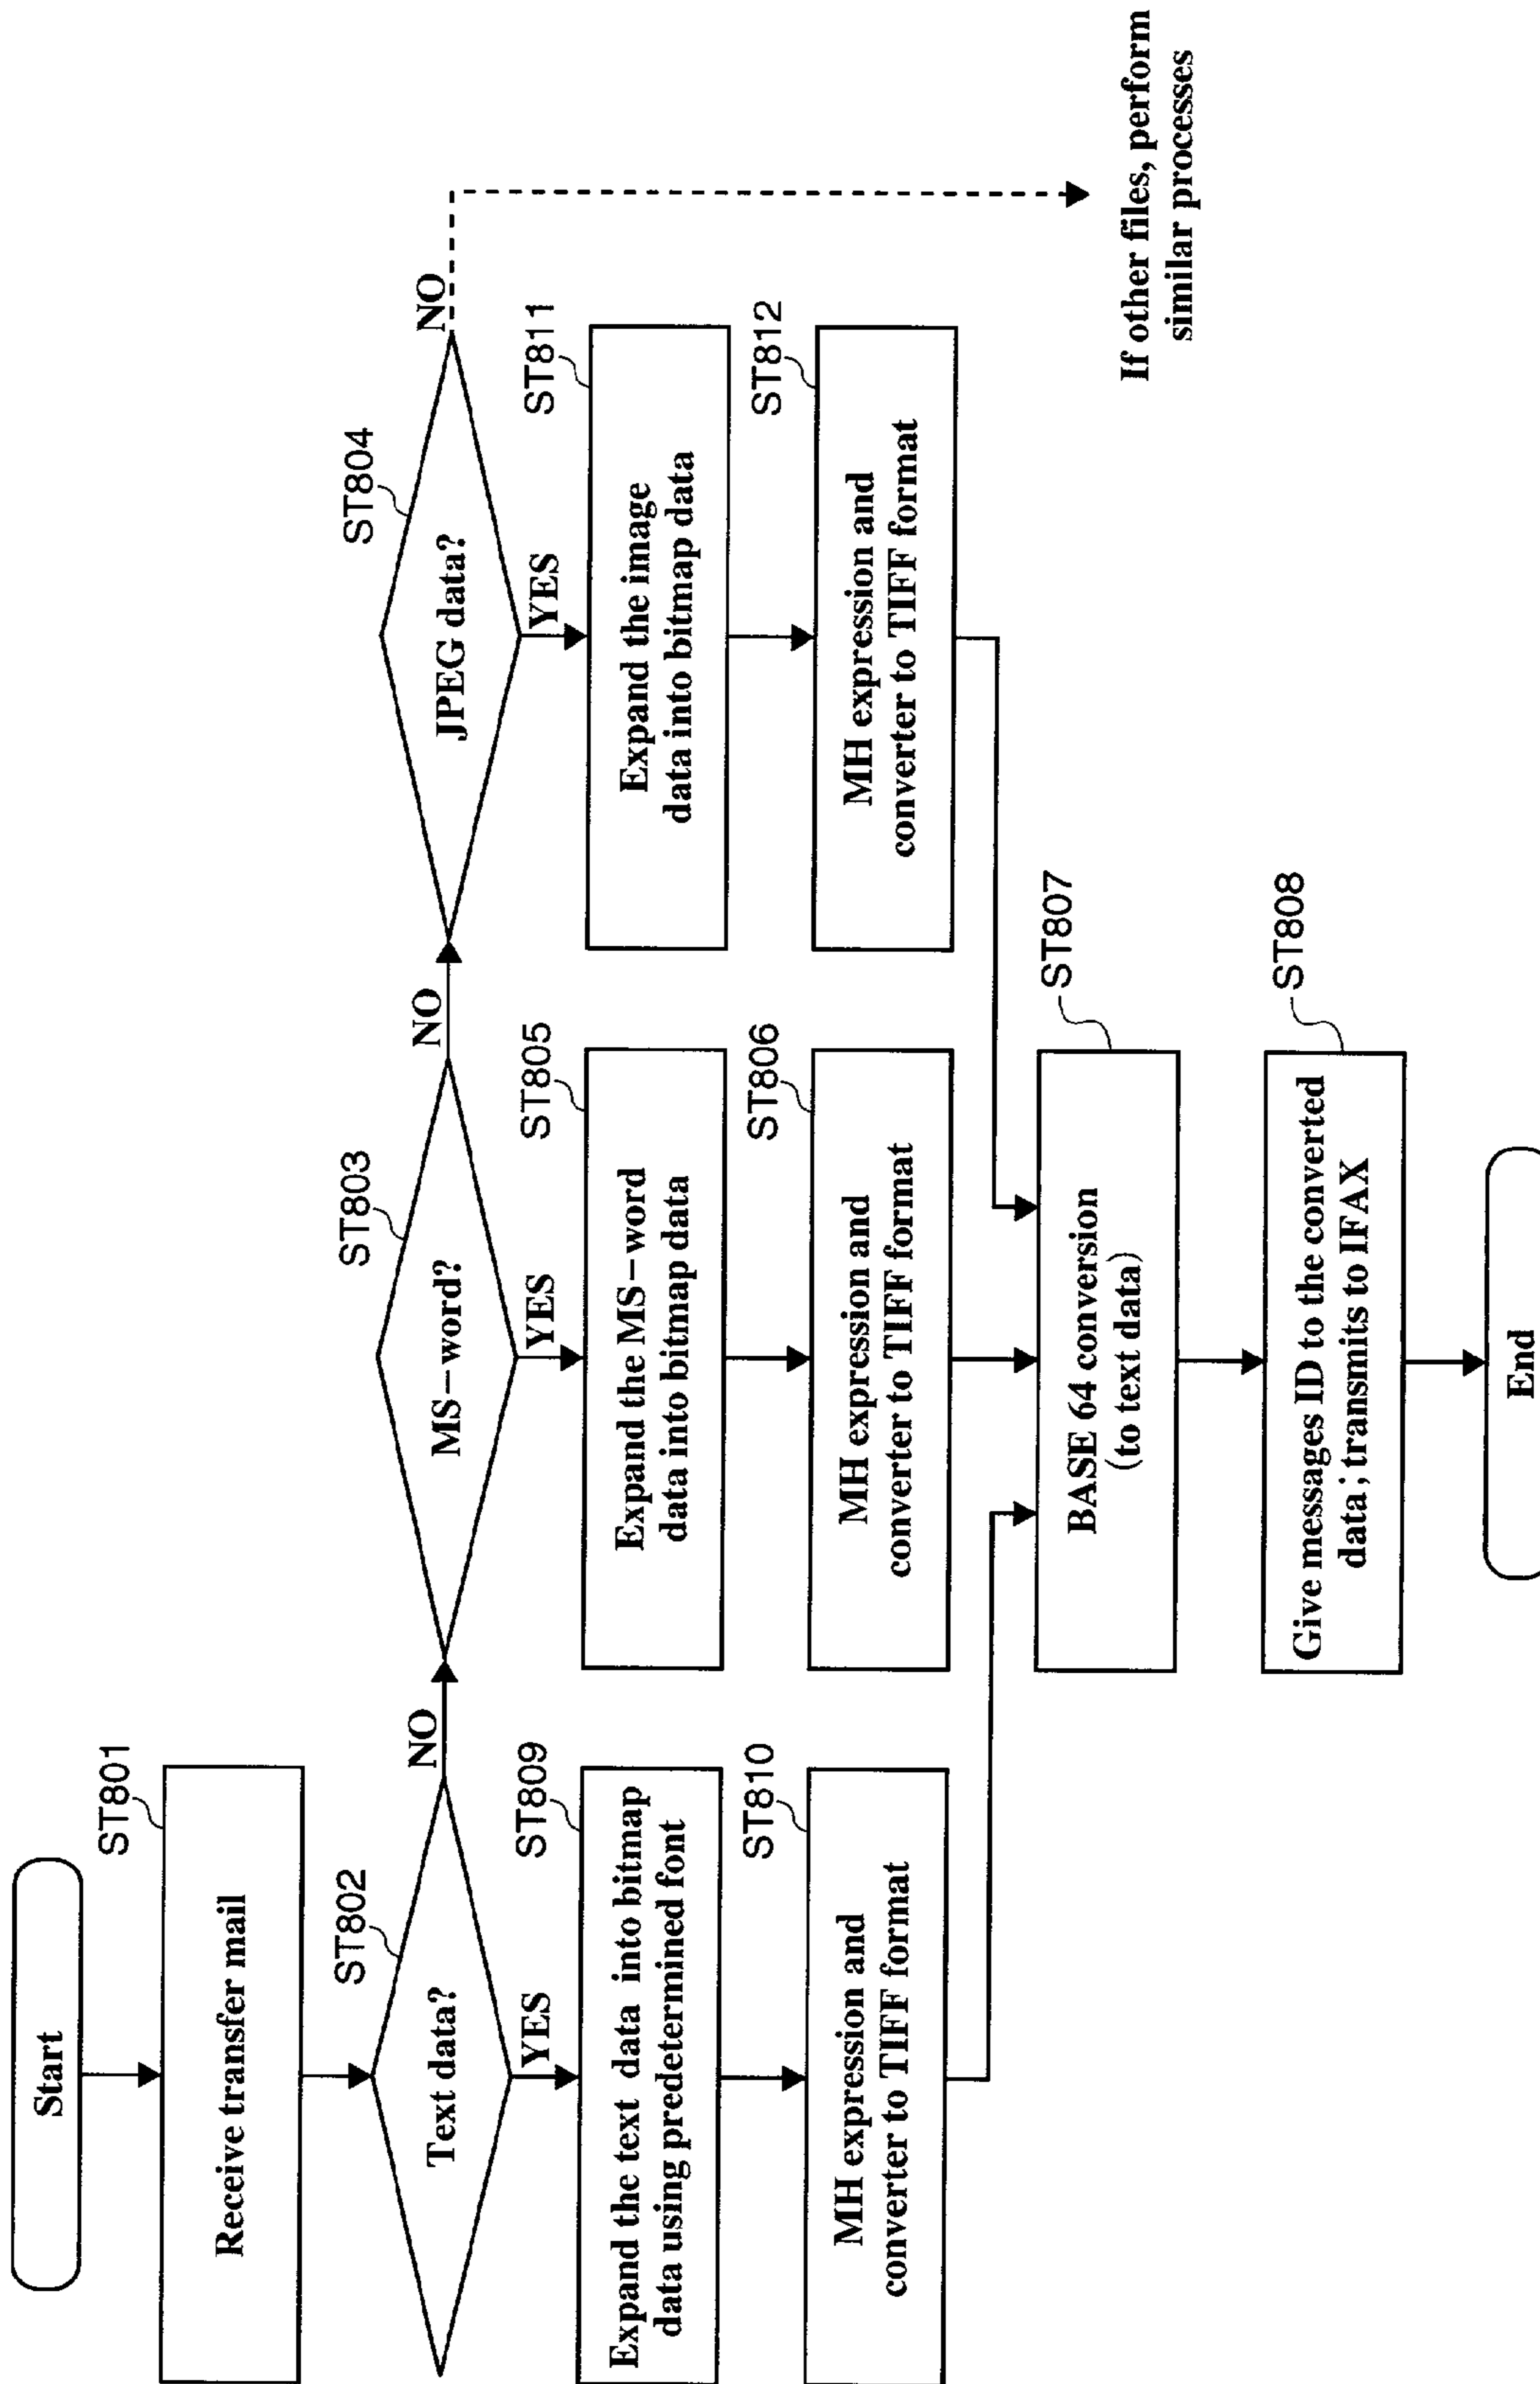 Start
ST801
Receive transfer mail
ST802
Text data?
NO
YES
ST803
MS-word?
NO
YES
ST804
JPEG data?
NO
YES
ST809
Expand the text data into bitmap
data using predetermined font
ST805
Expand the MS-word
data into bitmap data
ST811
Expand the image
data into bitmap data
ST810
MH expression and
converter to TIFF format
ST806
MH expression and
converter to TIFF format
ST812
MH expression and
converter to TIFF format
If other files, perform
similar processes
ST807
BASE 64 conversion
(to text data)
ST808
Give messages ID to the converted
data; transmits to IFAX
End